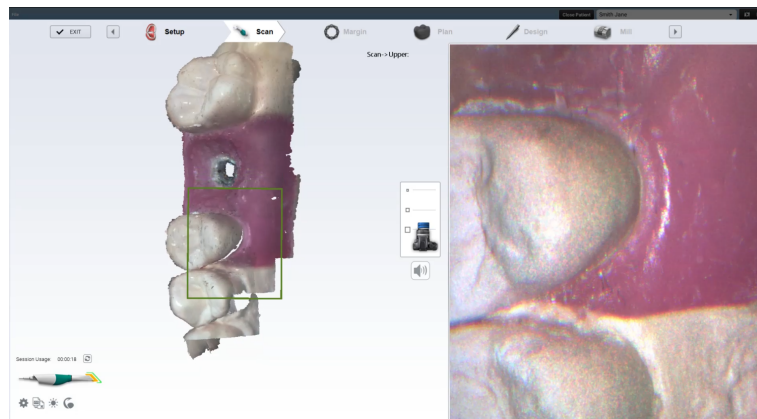 Close Patient Smith Jane
EXIT Setup Scan Margin Plan Design Mill
Scan->Upper:
Session Usage: 00:00:18